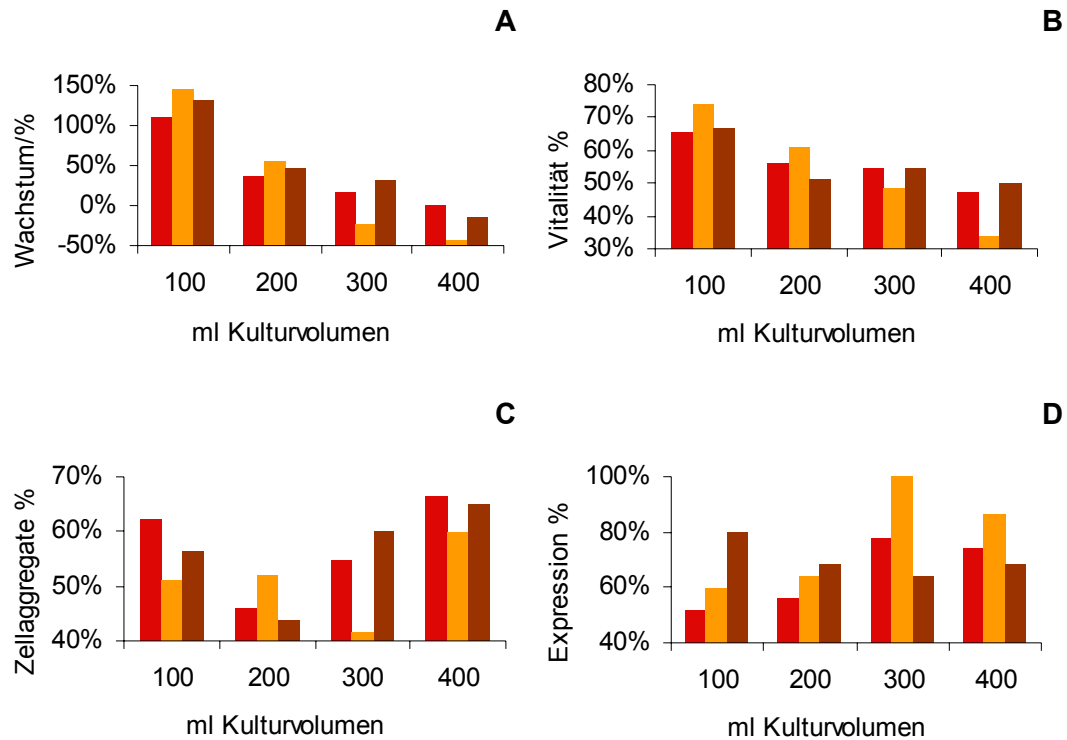 A
Wachstum/%
150%
100%
50%
0%
-50%
100 200 300 400
ml Kulturvolumen
B
Vitalität %
80%
70%
60%
50%
40%
30%
100 200 300 400
ml Kulturvolumen
C
Zellaggregate %
70%
60%
50%
40%
100 200 300 400
ml Kulturvolumen
D
Expression %
100%
80%
60%
40%
100 200 300 400
ml Kulturvolumen